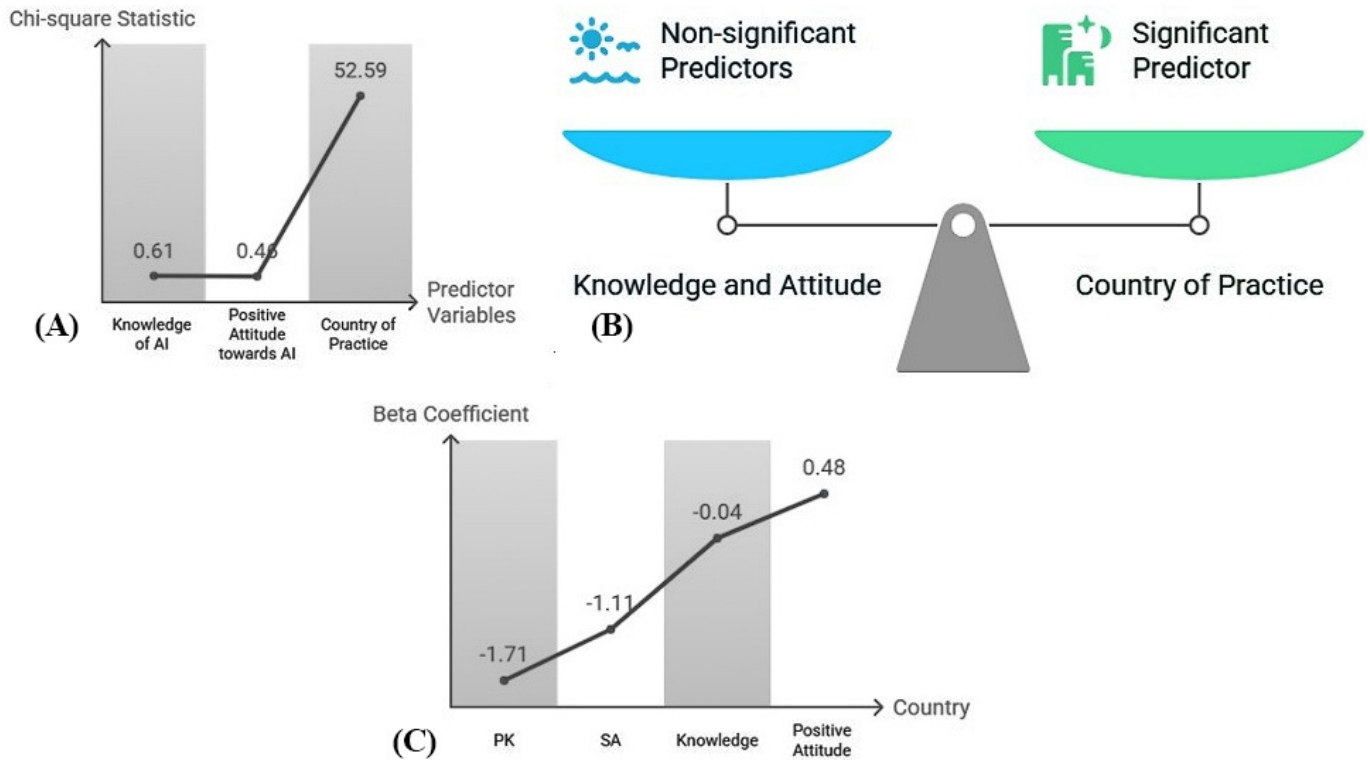 Chi-square Statistic
52.59
0.61
0.46
Knowledge
of AI
Positive
Attitude
towards AI
Country of
Practice
Predictor
Variables
(A)
Non-significant
Predictors
Significant
Predictor
Knowledge and Attitude
Country of Practice
(B)
Beta Coefficient
-1.71
-1.11
-0.04
0.48
PK
SA
Knowledge
Positive
Attitude
Country
(C)